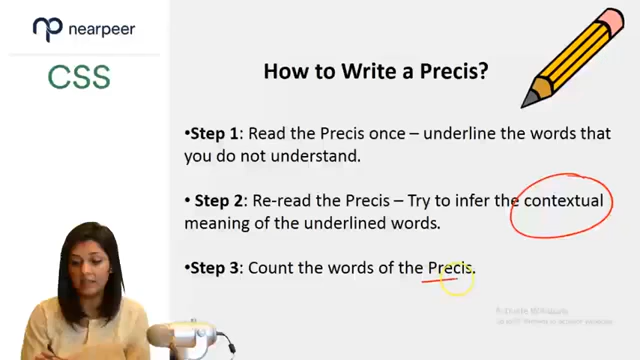 nearpeer
CSS
How to Write a Precis?
•Step 1: Read the Precis once – underline the words that
you do not understand.
• Step 2: Re-read the Precis – Try to infer the contextual
meaning of the underlined words.
•Step 3: Count the words of the Precis.